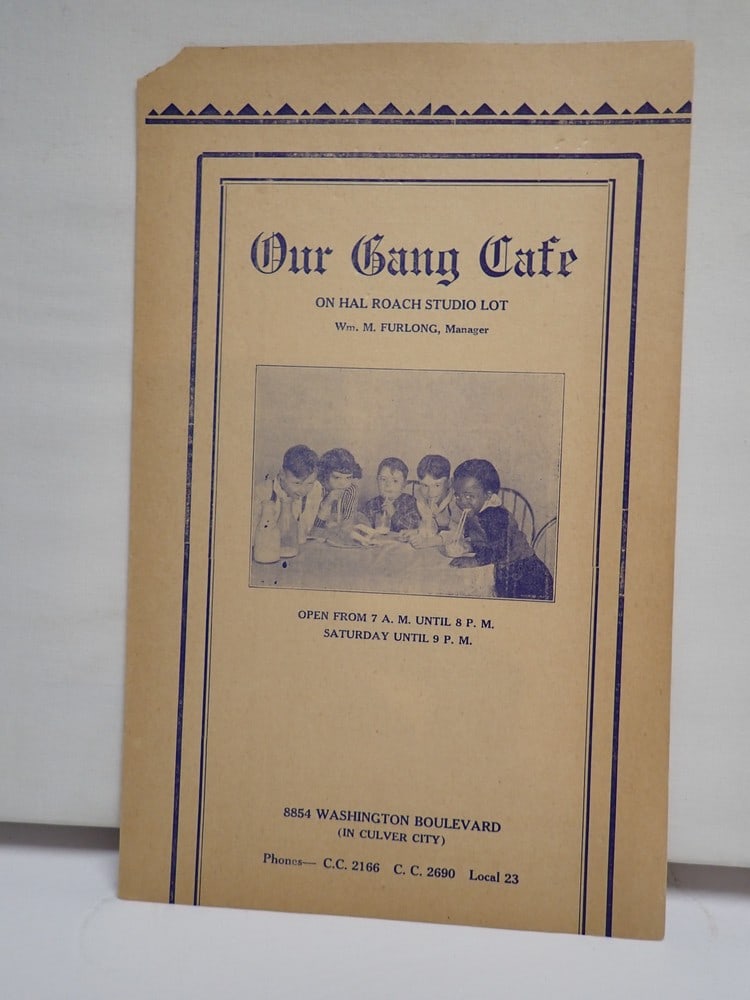 Our Gang Cafe
ON HAL ROACH STUDIO LOT
Wm. M. FURLONG, Manager
OPEN FROM 7 A. M. UNTIL 8 P. M.
SATURDAY UNTIL 9 P. M.
8854 WASHINGTON BOULEVARD
(IN CULVER CITY)
Phones— C.C. 2166 C. C. 2690 Local 23